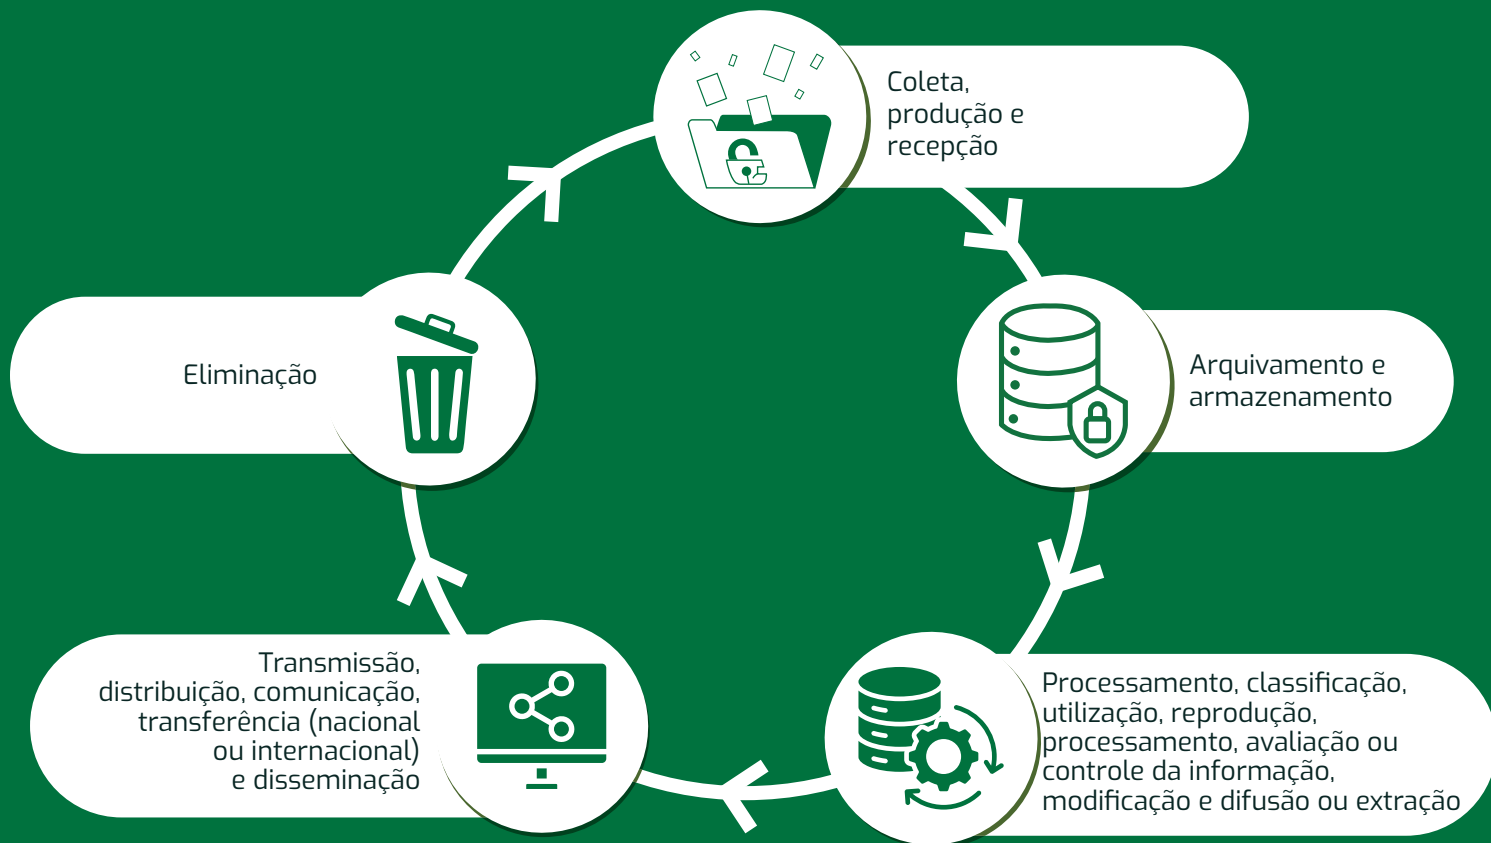 Coleta,
produção e
recepção
Arquivamento e
armazenamento
Processamento, classificação,
utilização, reprodução,
processamento, avaliação ou
controle da informação,
modificação e difusão ou extração
Transmissão,
distribuição, comunicação,
transferência (nacional
ou internacional)
e disseminação
Eliminação